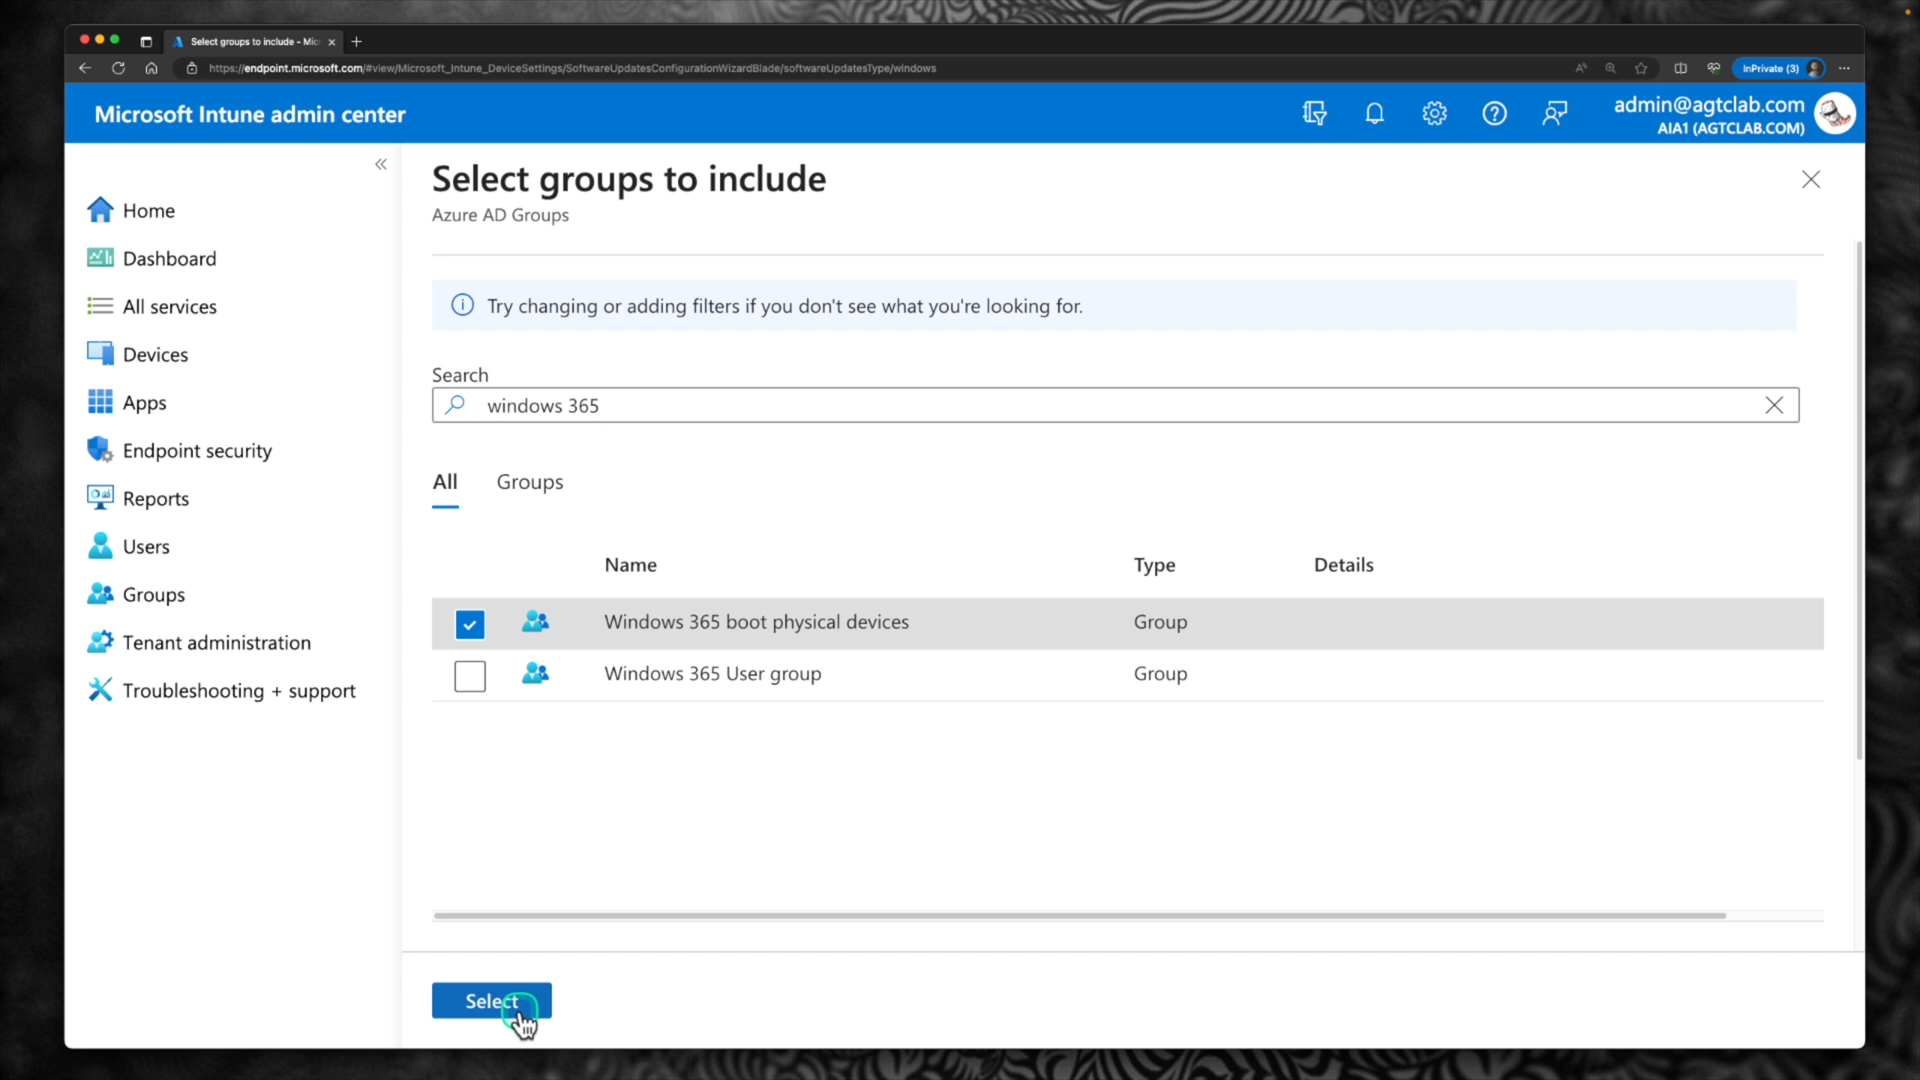 Select groups to include - Mic
https://endpoint.microsoft.com/#view/Microsoft_Intune_DeviceSettings/SoftwareUpdatesConfigurationWizardBlade/softwareUpdatesType/windows
InPrivate (3)
Microsoft Intune admin center
admin@agtclab.com
AIA1 (AGTCLAB.COM)
Home
Dashboard
All services
Devices
Apps
Endpoint security
Reports
Users
Groups
Tenant administration
Troubleshooting + support
Select groups to include
Azure AD Groups
Try changing or adding filters if you don't see what you're looking for.
Search
windows 365
All Groups
Name Type Details
Windows 365 boot physical devices Group
Windows 365 User group Group
Select